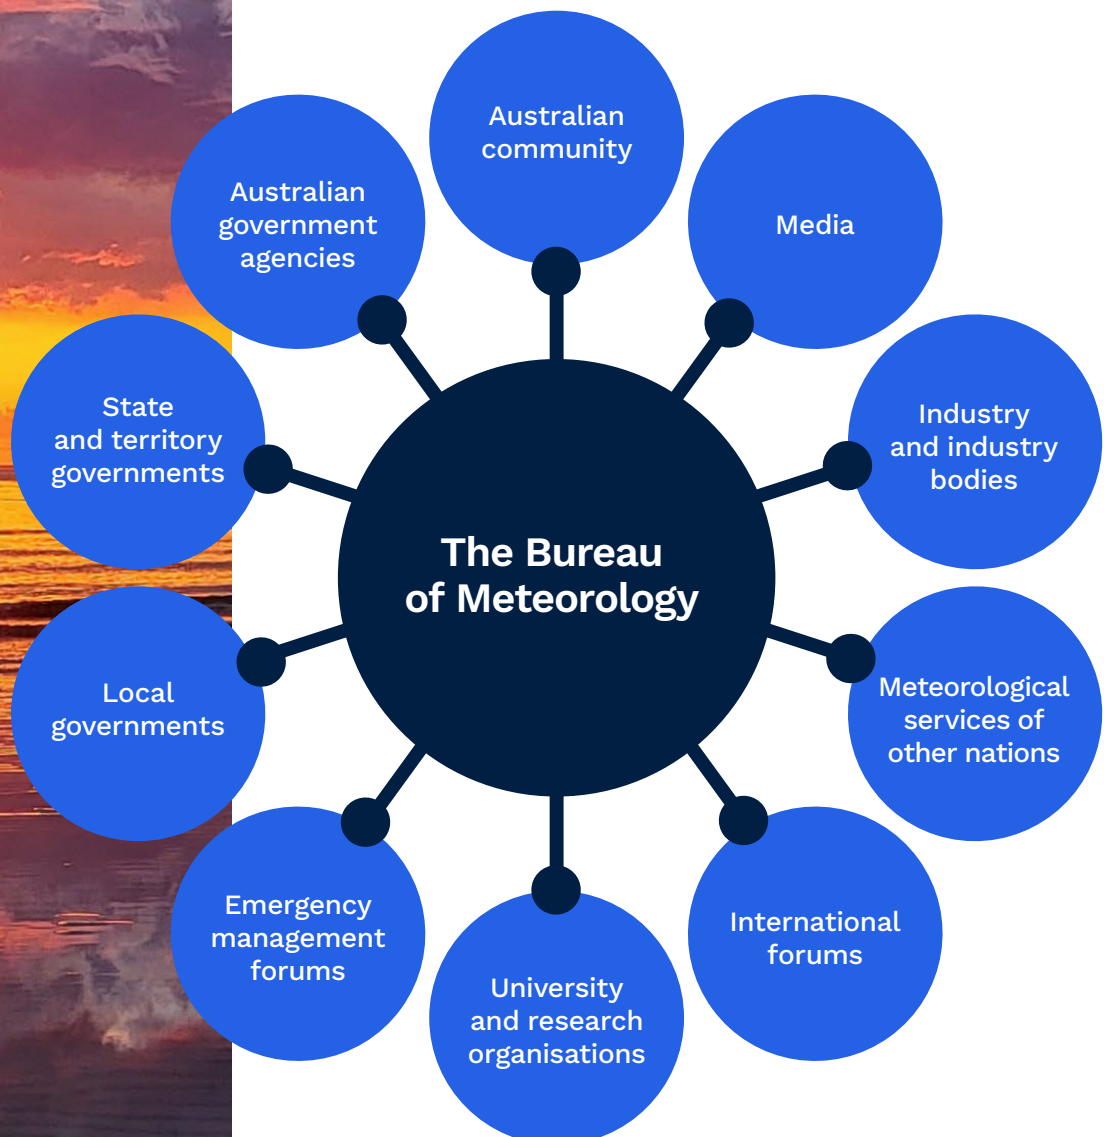 Australian
community
Media
Industry
and industry
bodies
Meteorological
services of
other nations
International
forums
University
and research
organisations
Emergency
management
forums
Local
governments
State
and territory
governments
Australian
government
agencies
The Bureau
of Meteorology